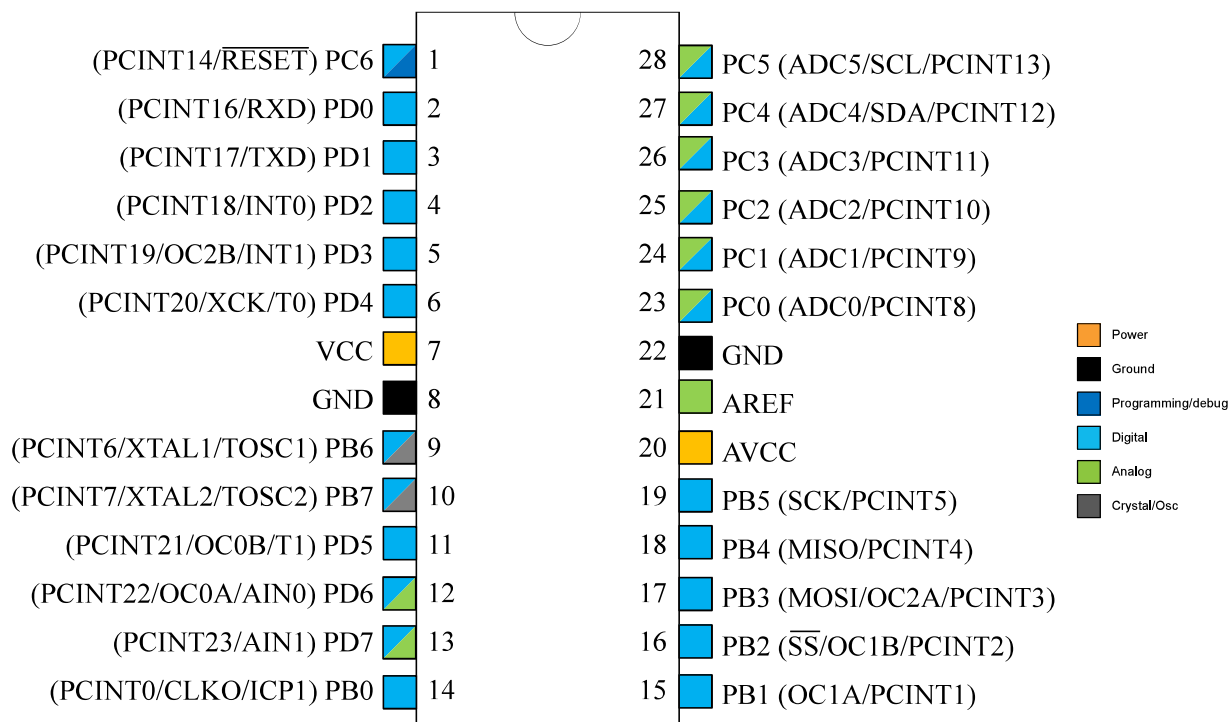 (PCINT14/RESET) PC6 1
(PCINT16/RXD) PD0 2
(PCINT17/TXD) PD1 3
(PCINT18/INT0) PD2 4
(PCINT19/OC2B/INT1) PD3 5
(PCINT20/XCK/T0) PD4 6
VCC 7
GND 8
(PCINT6/XTAL1/TOSC1) PB6 9
(PCINT7/XTAL2/TOSC2) PB7 10
(PCINT21/OC0B/T1) PD5 11
(PCINT22/OC0A/AIN0) PD6 12
(PCINT23/AIN1) PD7 13
(PCINT0/CLKO/ICP1) PB0 14
28 PC5 (ADC5/SCL/PCINT13)
27 PC4 (ADC4/SDA/PCINT12)
26 PC3 (ADC3/PCINT11)
25 PC2 (ADC2/PCINT10)
24 PC1 (ADC1/PCINT9)
23 PC0 (ADC0/PCINT8)
22 GND
21 AREF
20 AVCC
19 PB5 (SCK/PCINT5)
18 PB4 (MISO/PCINT4)
17 PB3 (MOSI/OC2A/PCINT3)
16 PB2 (SS/OC1B/PCINT2)
15 PB1 (OC1A/PCINT1)
Power
Ground
Programming/debug
Digital
Analog
Crystal/Osc